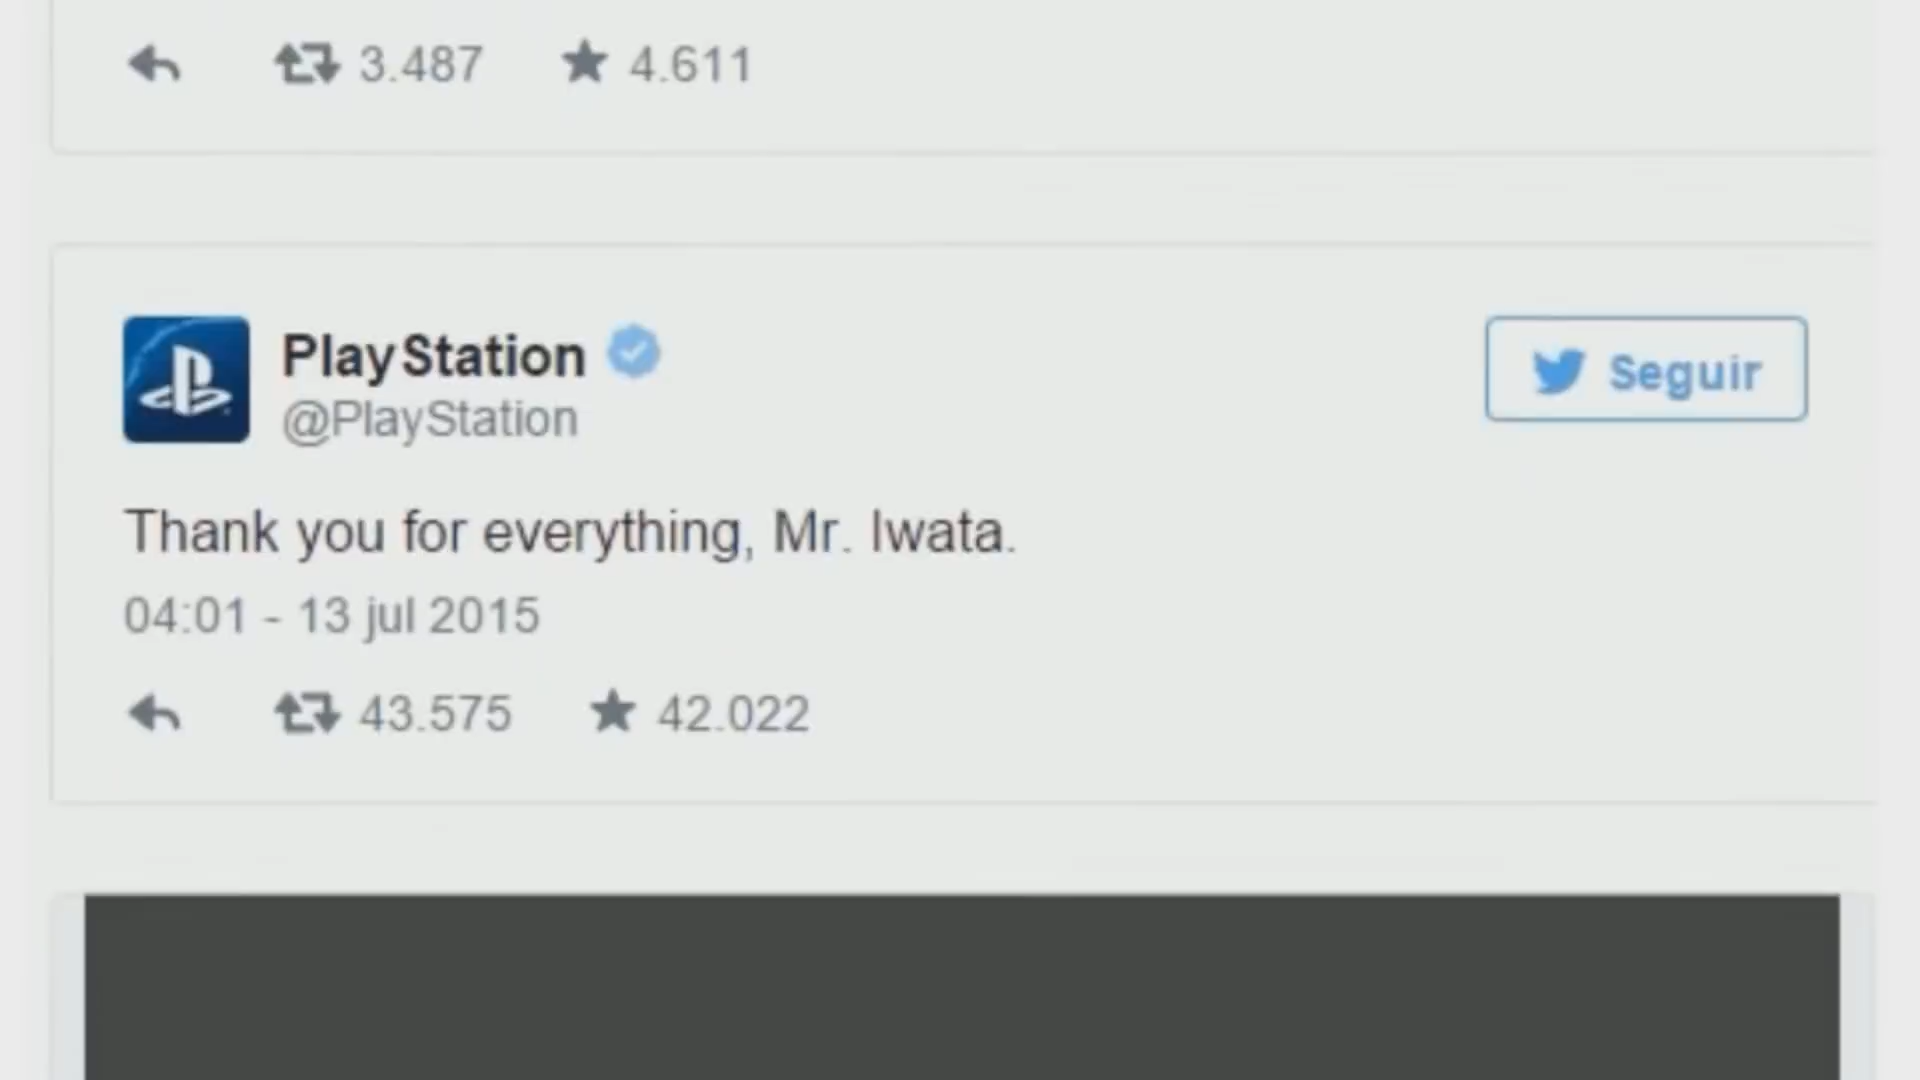 3.487 4.611
PlayStation
@PlayStation
Seguir
Thank you for everything, Mr. Iwata.
04:01 - 13 jul 2015
43.575 42.022